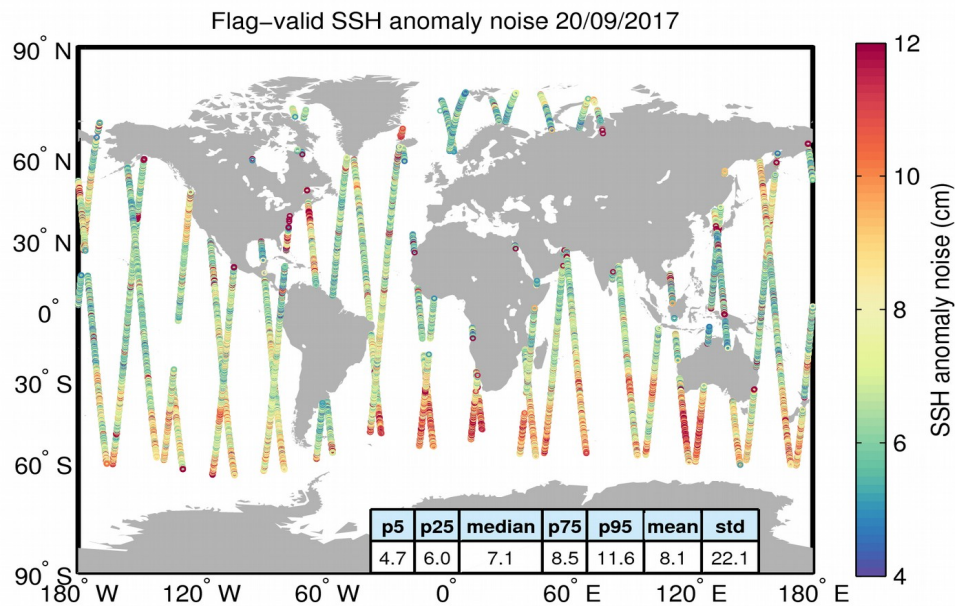 Flag−valid SSH anomaly noise 20/09/2017
90° N
60° N
30° N
0°
30° S
60° S
90° S
180° W
120° W
60° W
0°
60° E
120° E
180° E
12
10
8
6
4
SSH anomaly noise (cm)
p5 p25 median p75 p95 mean std
4.7 6.0 7.1 8.5 11.6 8.1 22.1